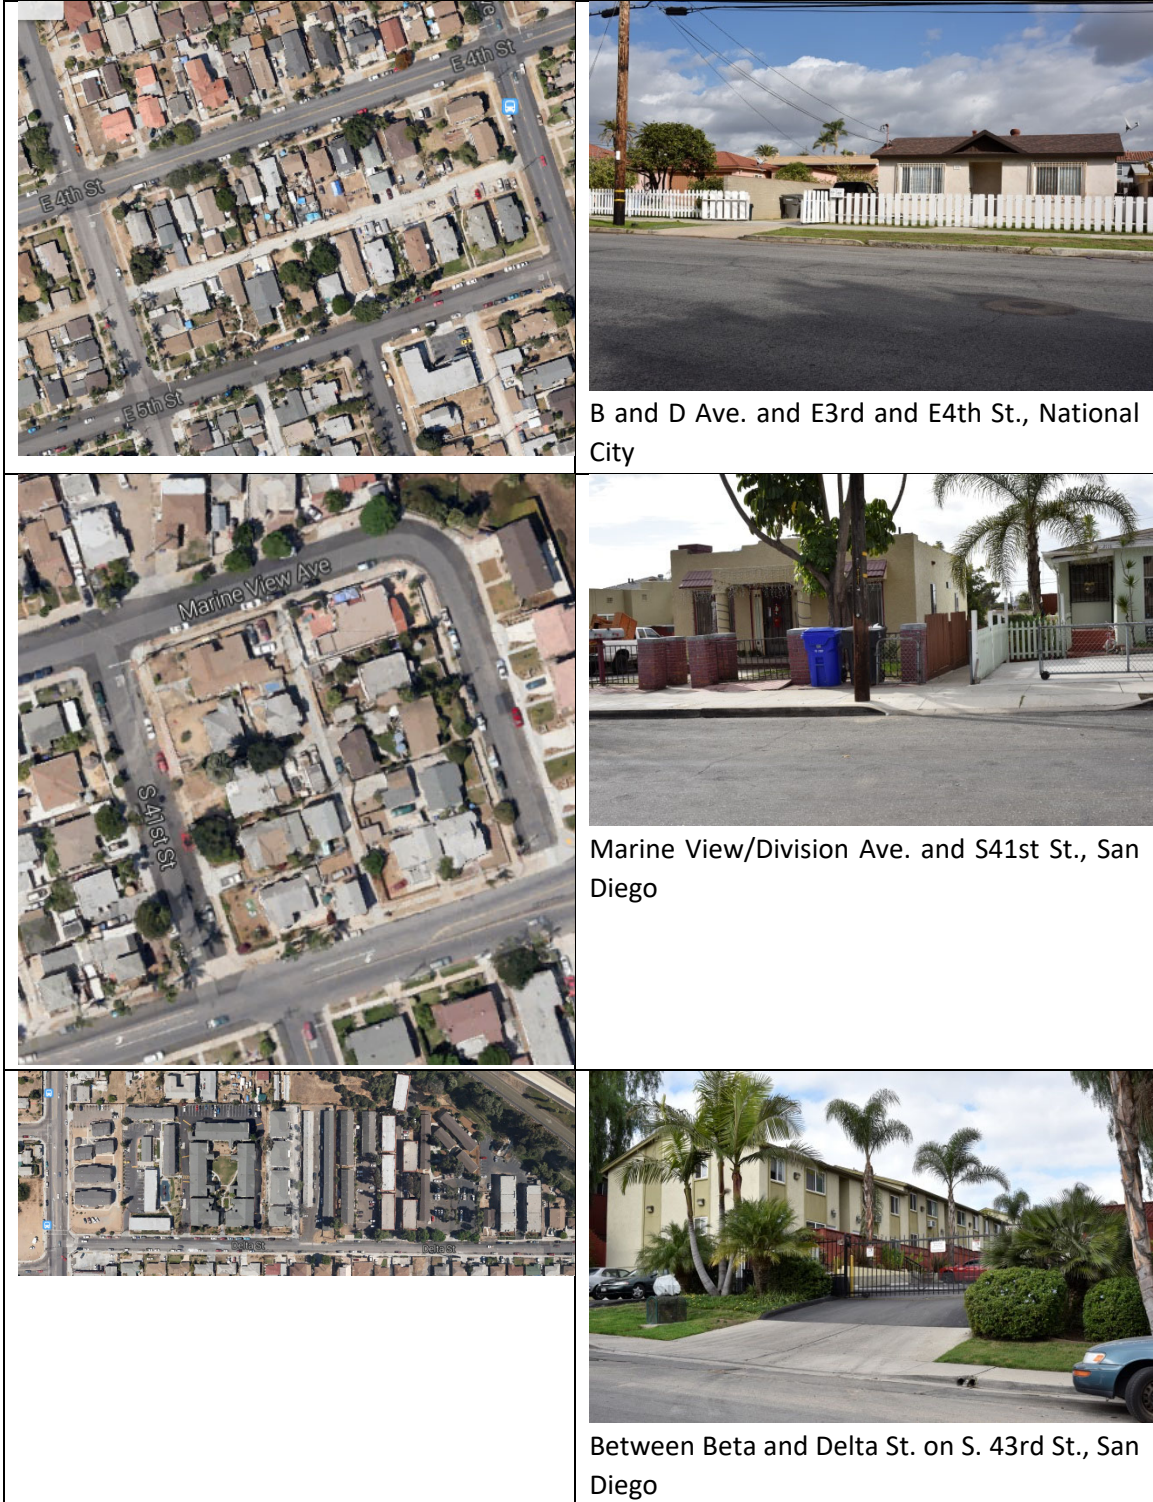 E 4th St
E 4th St
E 5th St
B and D Ave. and E3rd and E4th St., National
City
Marine View Ave
S 41st St
Marine View/Division Ave. and S41st St., San
Diego
Delta St
Delta St
Between Beta and Delta St. on S. 43rd St., San
Diego